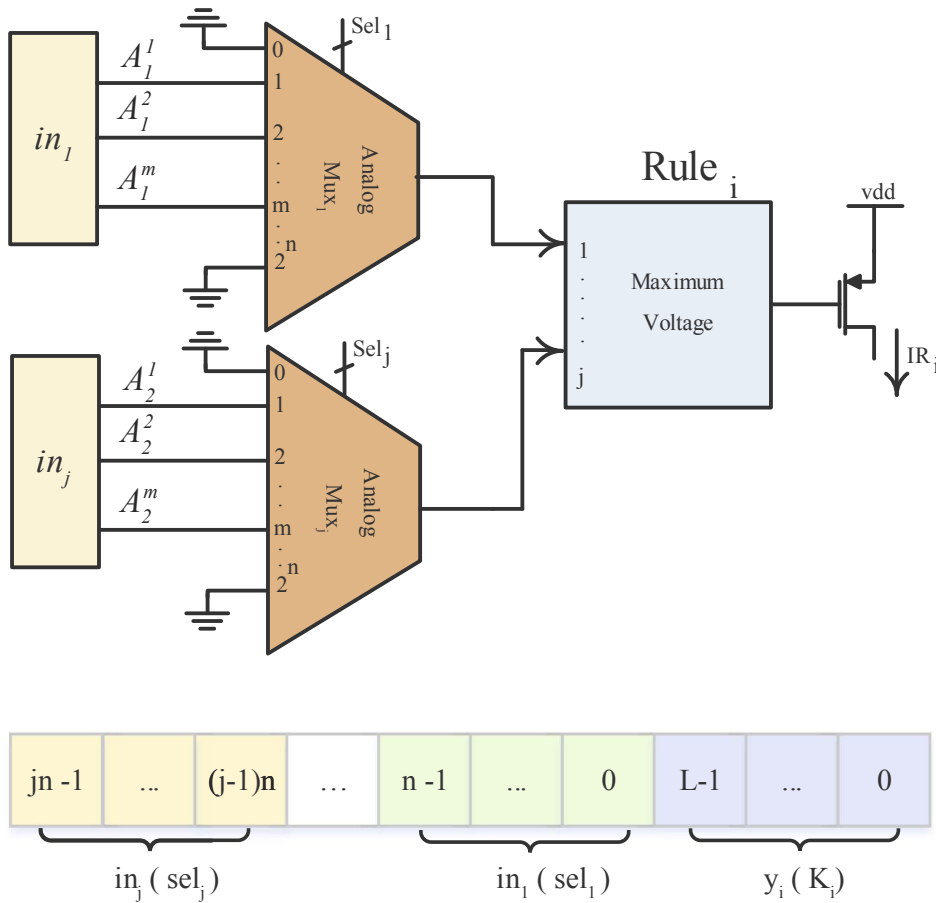 in₁
A₁¹
A₁²
A₁ᵐ
0
1
2
.
.
m
.
.
2ⁿ
Analog
Mux₁
Sel₁
Rule ᵢ
1
.
.
.
.
j
Maximum
Voltage
vdd
IRᵢ
inⱼ
A₂¹
A₂²
A₂ᵐ
0
1
2
.
.
m
.
.
2ⁿ
Analog
Muxⱼ
Selⱼ
jn -1 ... (j-1)n ... n -1 ... 0 L-1 ... 0
inⱼ ( selⱼ) in₁ ( sel₁) yᵢ ( Kᵢ)